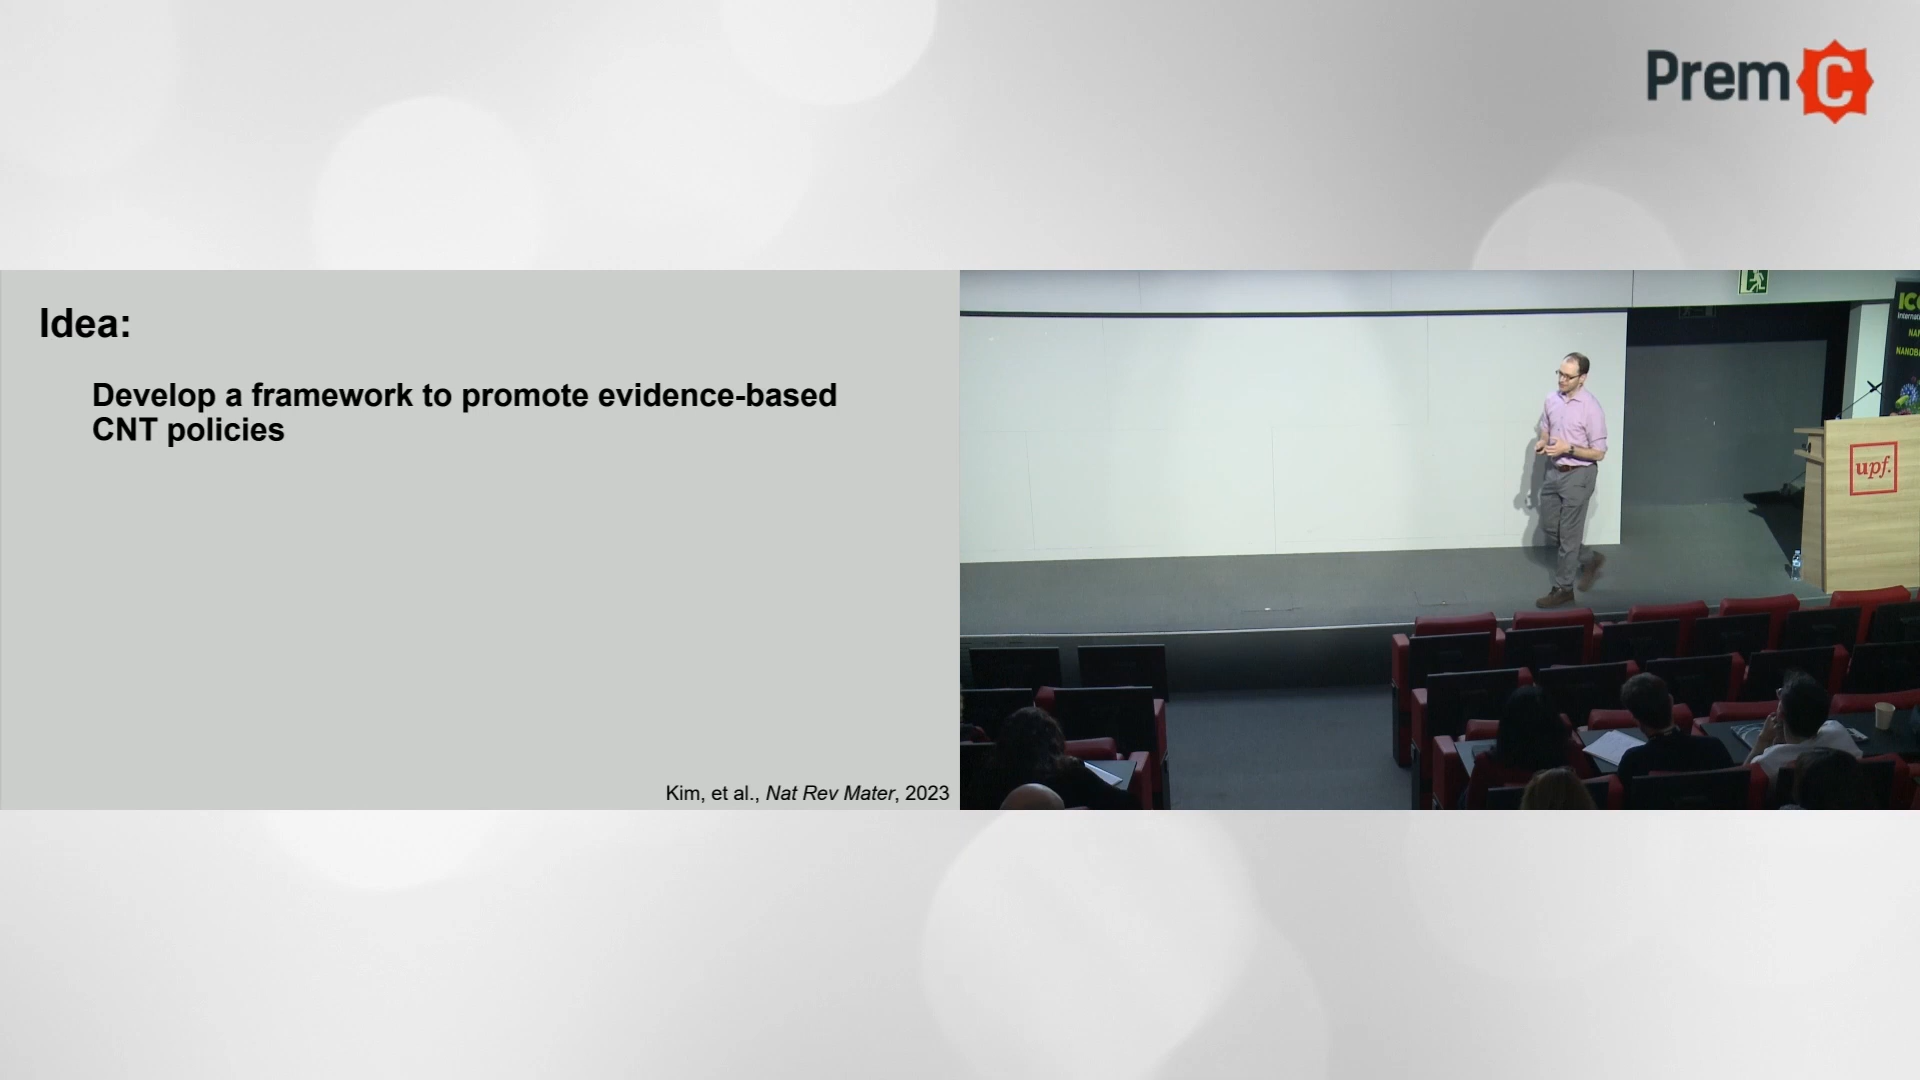 Prem C
Idea:
Develop a framework to promote evidence-based
CNT policies
Kim, et al., Nat Rev Mater, 2023
upf.